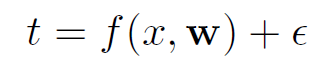 t = f(x, w) + ϵ